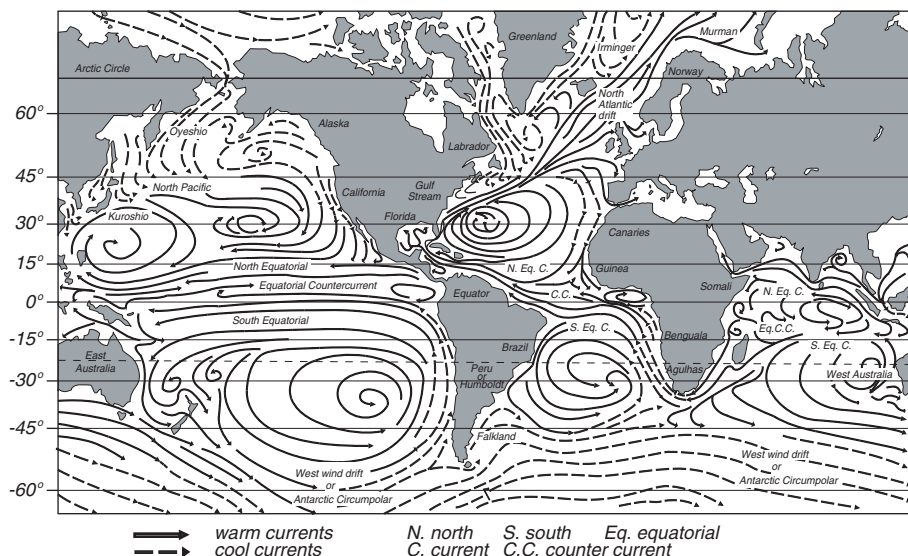 Greenland
Irminger
Murman
Arctic Circle
Norway
60°
North
Atlantic
drift
Oyeshio
Alaska
Labrador
45°
North Pacific
California
Gulf
Stream
Kuroshio
Florida
30°
Canaries
15°
North Equatorial
N. Eq. C.
Guinea
Somali
Equatorial Countercurrent
Equator
C.C.
N. Eq. C.
0°
South Equatorial
S. Eq. C.
Eq.C.C.
-15°
Brazil
Benguala
S. Eq. C.
East
Australia
Peru
or
Humboldt
Agulhas
West Australia
-30°
-45°
Falkland
West wind drift
or
Antarctic Circumpolar
West wind drift
or
Antarctic Circumpolar
-60°
warm currents N. north S. south Eq. equatorial
cool currents C. current C.C. counter current